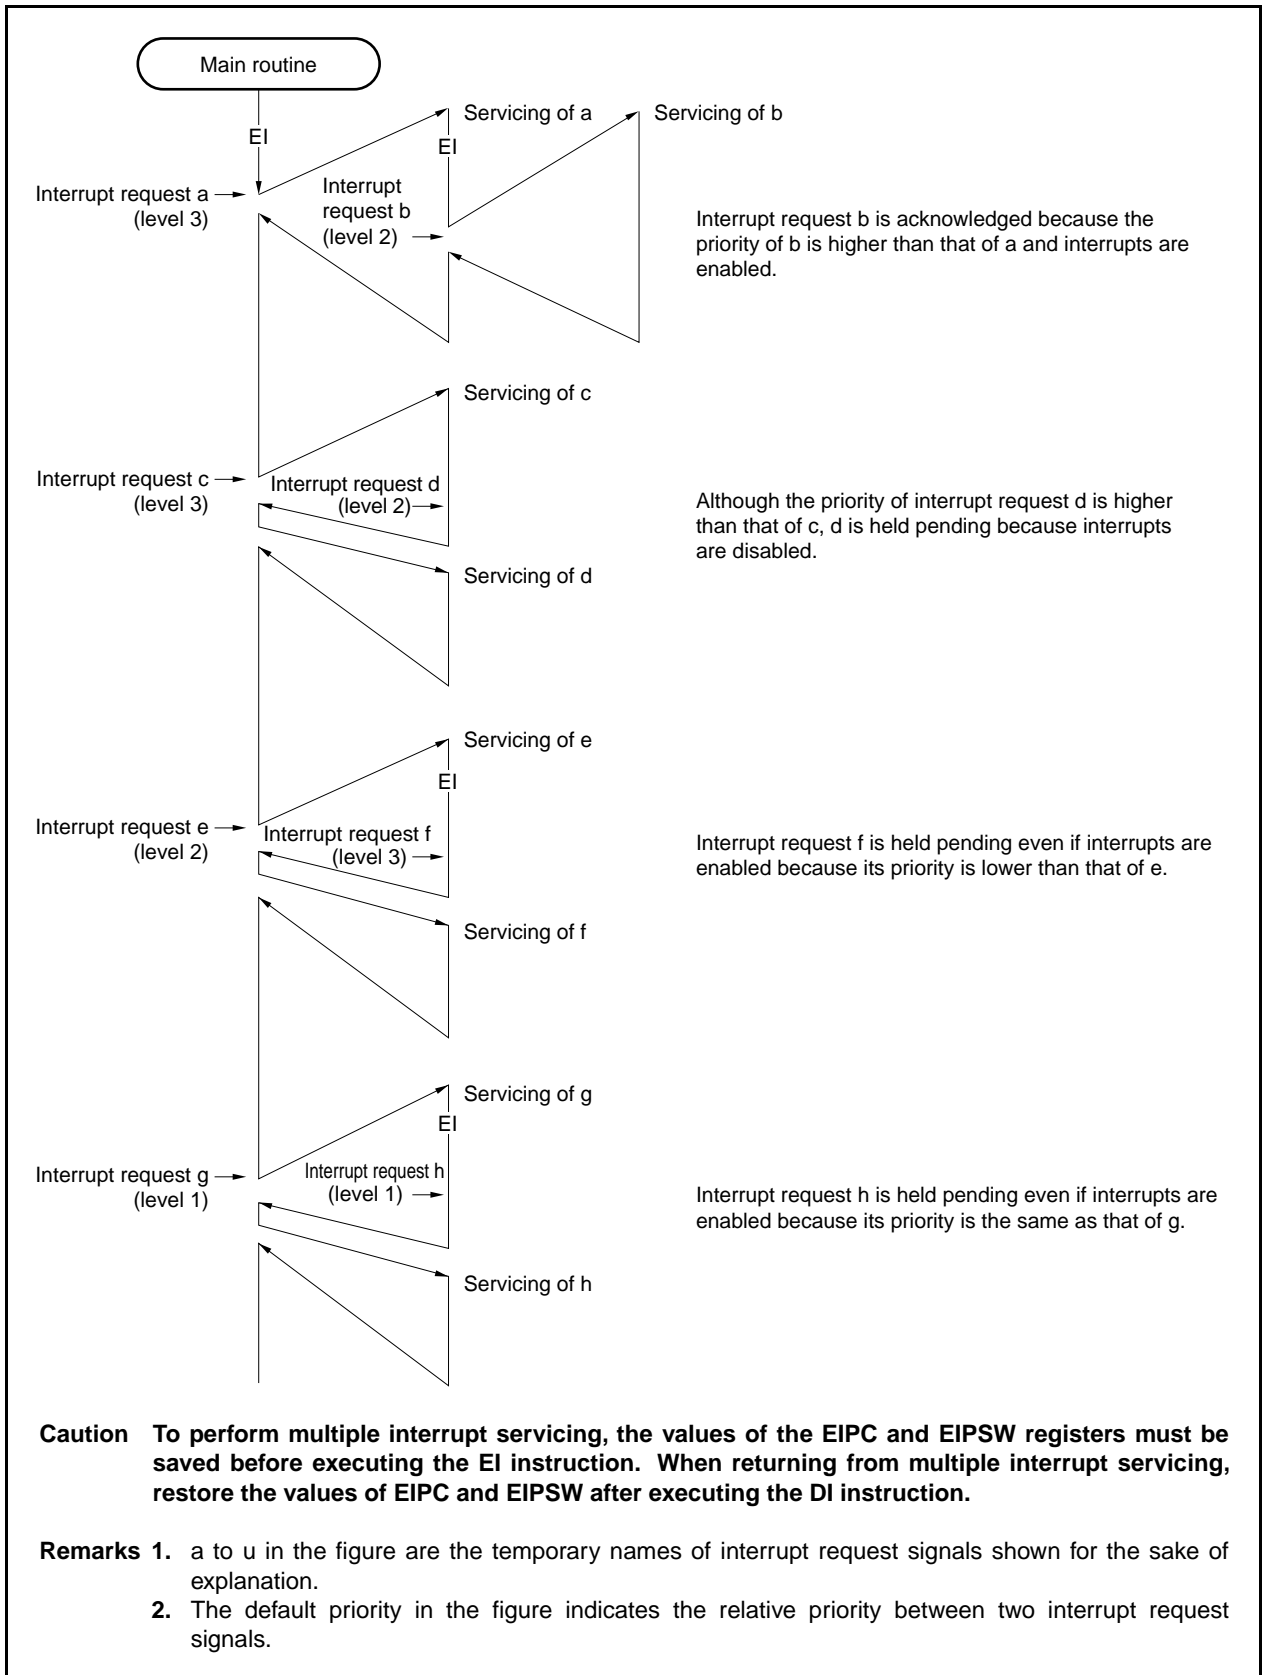 Main routine
EI
Servicing of a
EI
Servicing of b
Interrupt request a
(level 3)
Interrupt
request b
(level 2)
Interrupt request b is acknowledged because the
priority of b is higher than that of a and interrupts are
enabled.
Servicing of c
Interrupt request c
(level 3)
Interrupt request d
(level 2)
Although the priority of interrupt request d is higher
than that of c, d is held pending because interrupts
are disabled.
Servicing of d
Servicing of e
EI
Interrupt request e
(level 2)
Interrupt request f
(level 3)
Interrupt request f is held pending even if interrupts are
enabled because its priority is lower than that of e.
Servicing of f
Servicing of g
EI
Interrupt request g
(level 1)
Interrupt request h
(level 1)
Interrupt request h is held pending even if interrupts are
enabled because its priority is the same as that of g.
Servicing of h
Caution To perform multiple interrupt servicing, the values of the EIPC and EIPSW registers must be
saved before executing the EI instruction. When returning from multiple interrupt servicing,
restore the values of EIPC and EIPSW after executing the DI instruction.
Remarks 1. a to u in the figure are the temporary names of interrupt request signals shown for the sake of
explanation.
2. The default priority in the figure indicates the relative priority between two interrupt request
signals.